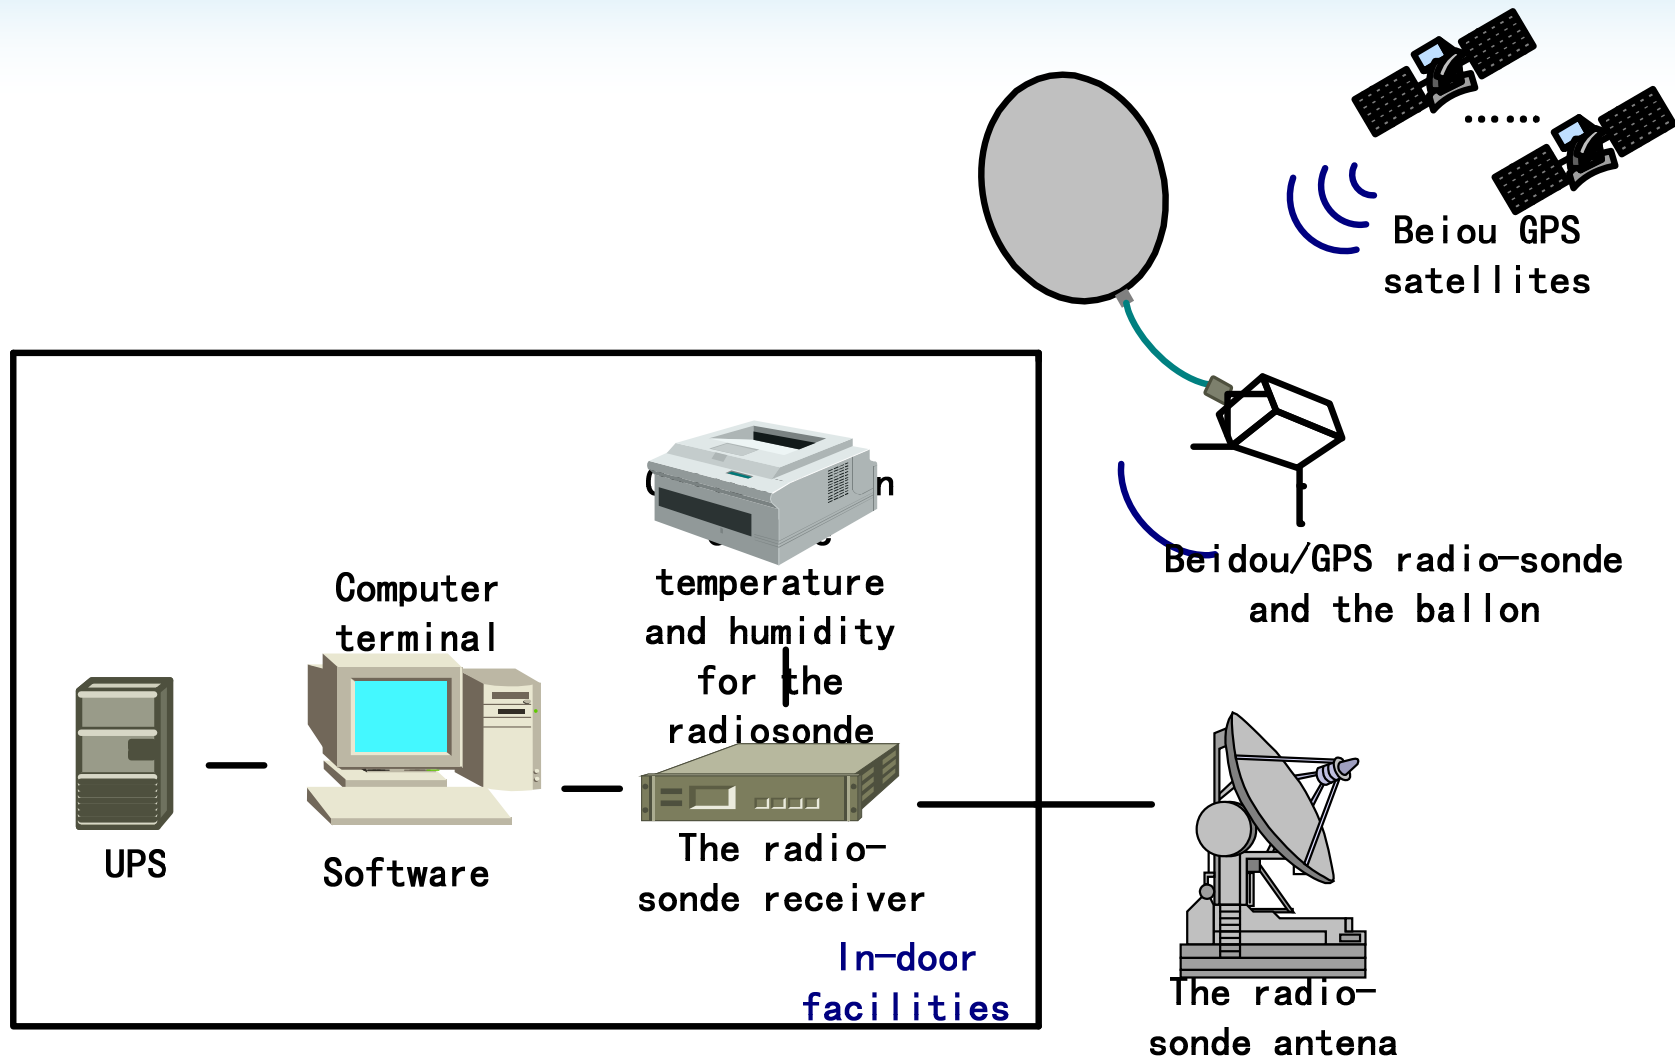 Beiou GPS
satellites
Beidou/GPS radio-sonde
and the ballon
temperature
and humidity
for the
radiosonde
Computer
terminal
UPS
Software
The radio-
sonde receiver
In-door
facilities
The radio-
sonde antena